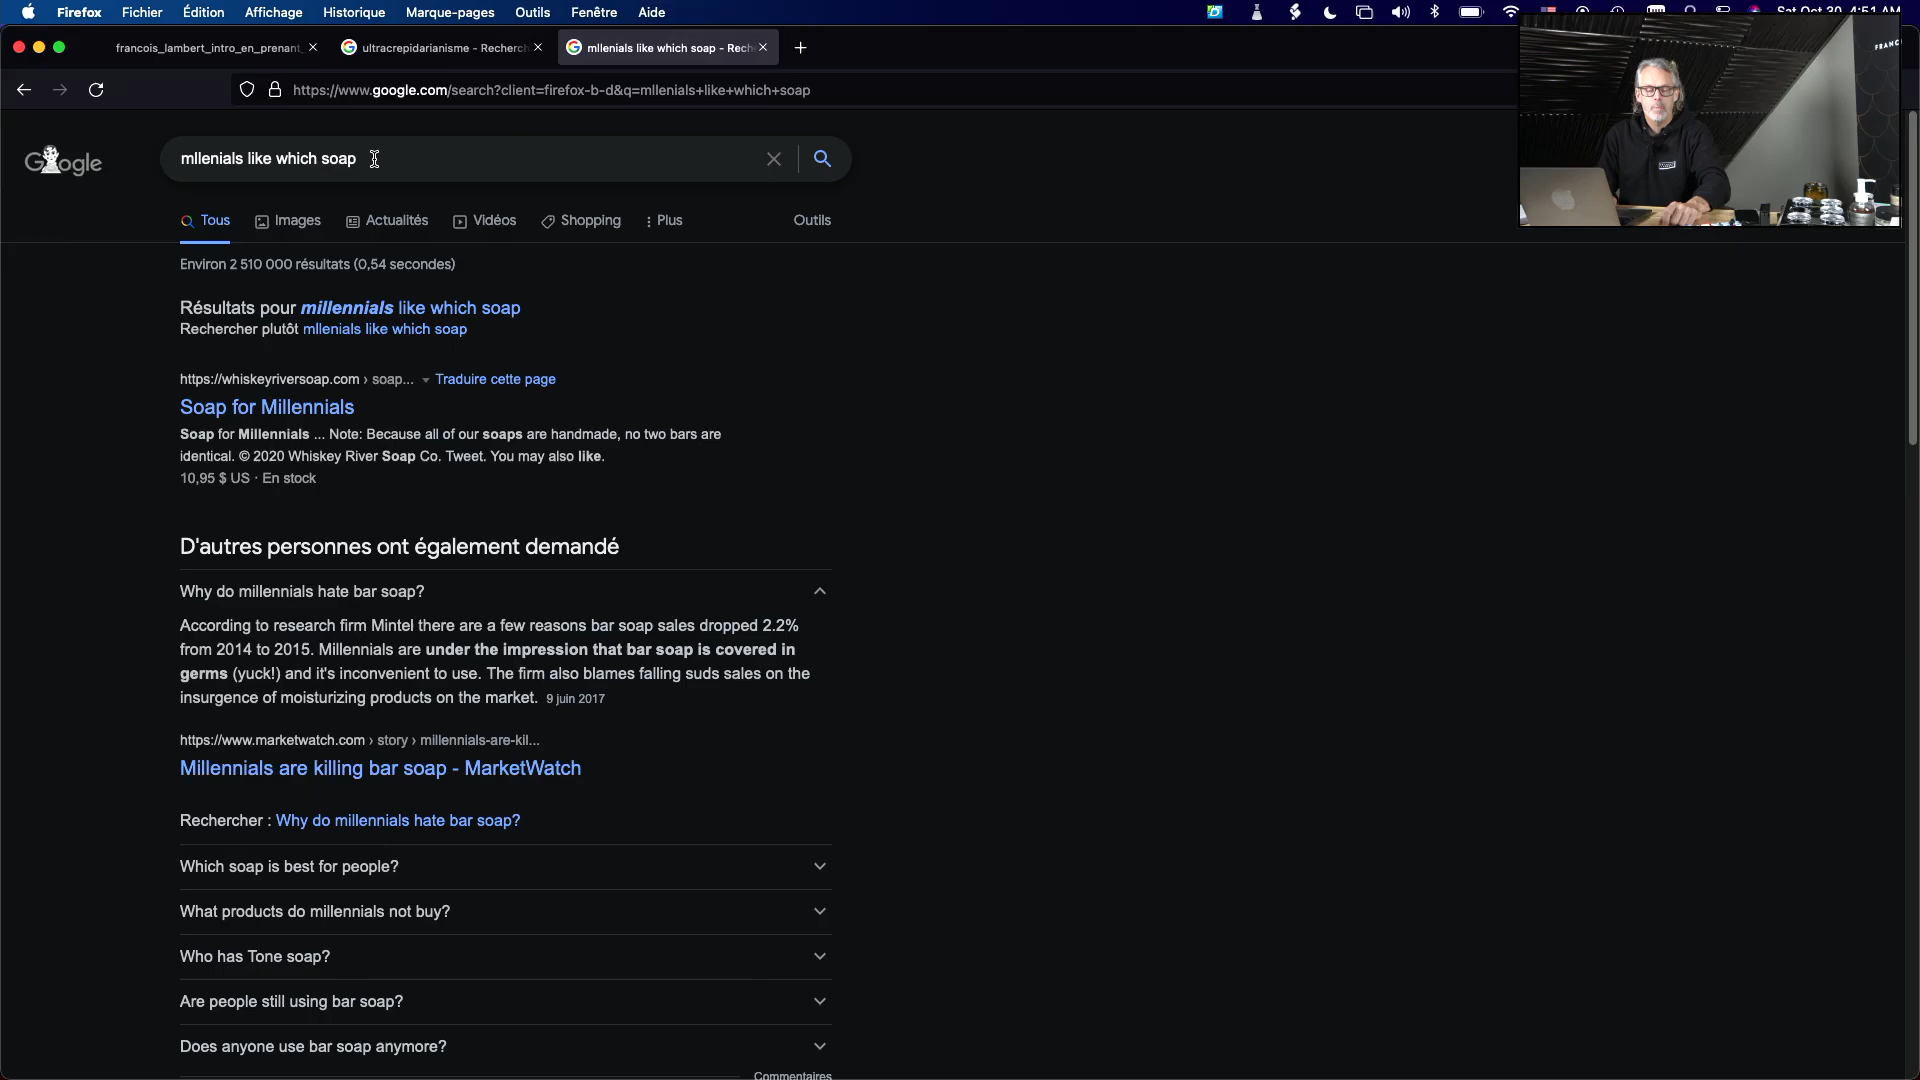 Firefox Fichier Édition Affichage Historique Marque-pages Outils Fenêtre Aide
Sat Oct 30 4:51 AM
francois_lambert_intro_en_prenant_
ultracrepidarianisme - Recherch
mllenials like which soap - Rech
https://www.google.com/search?client=firefox-b-d&q=mllenials+like+which+soap
FRANC
Google
mllenials like which soap
Tous Images Actualités Vidéos Shopping Plus Outils
Environ 2 510 000 résultats (0,54 secondes)
Résultats pour millennials like which soap
Rechercher plutôt mllenials like which soap
https://whiskeyriversoap.com › soap... Traduire cette page
Soap for Millennials
Soap for Millennials ... Note: Because all of our soaps are handmade, no two bars are
identical. © 2020 Whiskey River Soap Co. Tweet. You may also like.
10,95 $ US · En stock
D'autres personnes ont également demandé
Why do millennials hate bar soap?
According to research firm Mintel there are a few reasons bar soap sales dropped 2.2%
from 2014 to 2015. Millennials are under the impression that bar soap is covered in
germs (yuck!) and it's inconvenient to use. The firm also blames falling suds sales on the
insurgence of moisturizing products on the market. 9 juin 2017
https://www.marketwatch.com › story › millennials-are-kil...
Millennials are killing bar soap - MarketWatch
Rechercher : Why do millennials hate bar soap?
Which soap is best for people?
What products do millennials not buy?
Who has Tone soap?
Are people still using bar soap?
Does anyone use bar soap anymore?
Commentaires